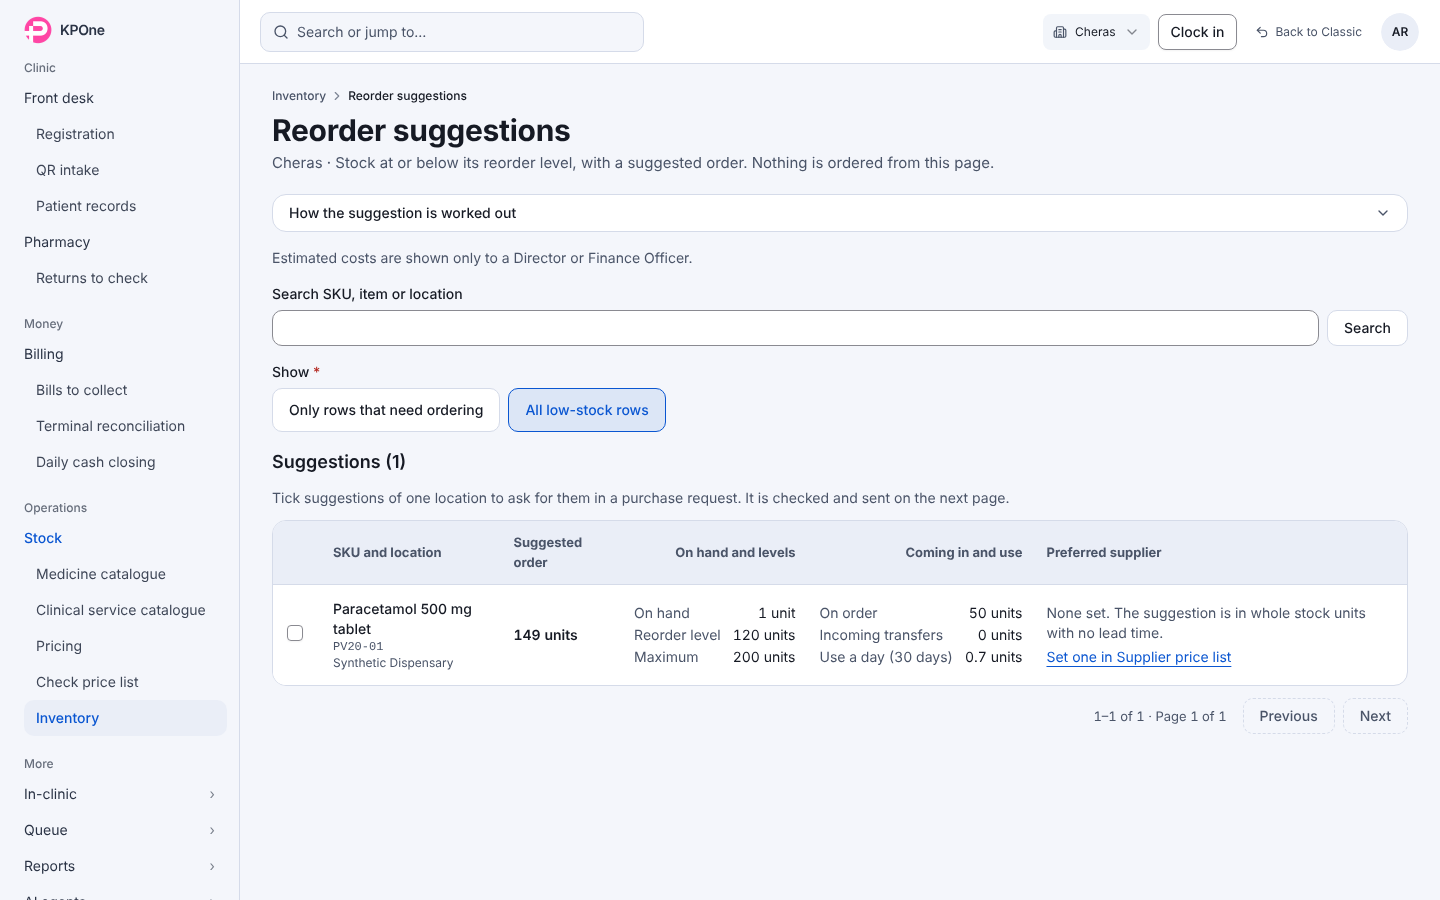 KPOne
Clinic
Front desk
Registration
QR intake
Patient records
Pharmacy
Returns to check
Money
Billing
Bills to collect
Terminal reconciliation
Daily cash closing
Operations
Stock
Medicine catalogue
Clinical service catalogue
Pricing
Check price list
Inventory
More
In-clinic
Queue
Reports
Search or jump to...
Cheras
Clock in
Back to Classic
AR
Inventory > Reorder suggestions
Reorder suggestions
Cheras · Stock at or below its reorder level, with a suggested order. Nothing is ordered from this page.
How the suggestion is worked out
Estimated costs are shown only to a Director or Finance Officer.
Search SKU, item or location
Search
Show *
Only rows that need ordering
All low-stock rows
Suggestions (1)
Tick suggestions of one location to ask for them in a purchase request. It is checked and sent on the next page.
SKU and location
Suggested
order
On hand and levels
Coming in and use
Preferred supplier
Paracetamol 500 mg
tablet
PV20-01
Synthetic Dispensary
149 units
On hand 1 unit
Reorder level 120 units
Maximum 200 units
On order 50 units
Incoming transfers 0 units
Use a day (30 days) 0.7 units
None set. The suggestion is in whole stock units
with no lead time.
Set one in Supplier price list
1–1 of 1 · Page 1 of 1
Previous
Next